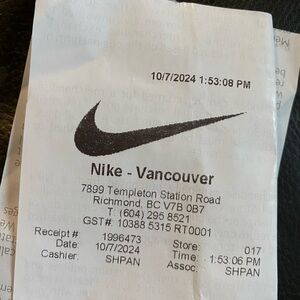 10/7/2024 1:53:08 PM
Nike - Vancouver
7899 Templeton Station Road
Richmond, BC V7B 0B7
T: (604) 295 8521
GST# 10388 5315 RT0001
Receipt # 1996473 Store: 017
Date: 10/7/2024 Time: 1:53:06 PM
Cashier: SHPAN Assoc: SHPAN